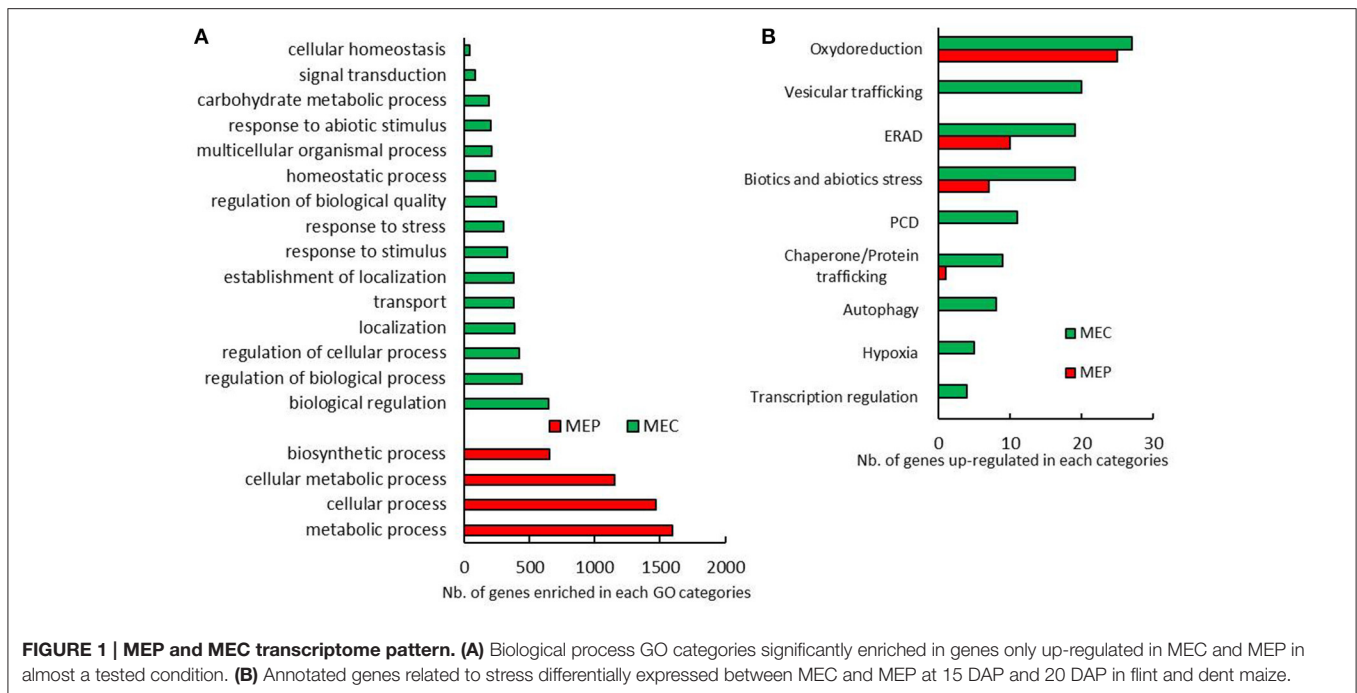 A
cellular homeostasis
signal transduction
carbohydrate metabolic process
response to abiotic stimulus
multicellular organismal process
homeostatic process
regulation of biological quality
response to stress
response to stimulus
establishment of localization
transport
localization
regulation of cellular process
regulation of biological process
biological regulation
MEP MEC
biosynthetic process
cellular metabolic process
cellular process
metabolic process
0 500 1000 1500 2000
Nb. of genes enriched in each GO categories
B
Oxydoreduction
Vesicular trafficking
ERAD
Biotics and abiotics stress
PCD
Chaperone/Protein
trafficking
Autophagy
Hypoxia
Transcription regulation
MEC
MEP
0 10 20 30
Nb. of genes up-regulated in each categories
FIGURE 1 | MEP and MEC transcriptome pattern. (A) Biological process GO categories significantly enriched in genes only up-regulated in MEC and MEP in
almost a tested condition. (B) Annotated genes related to stress differentially expressed between MEC and MEP at 15 DAP and 20 DAP in flint and dent maize.